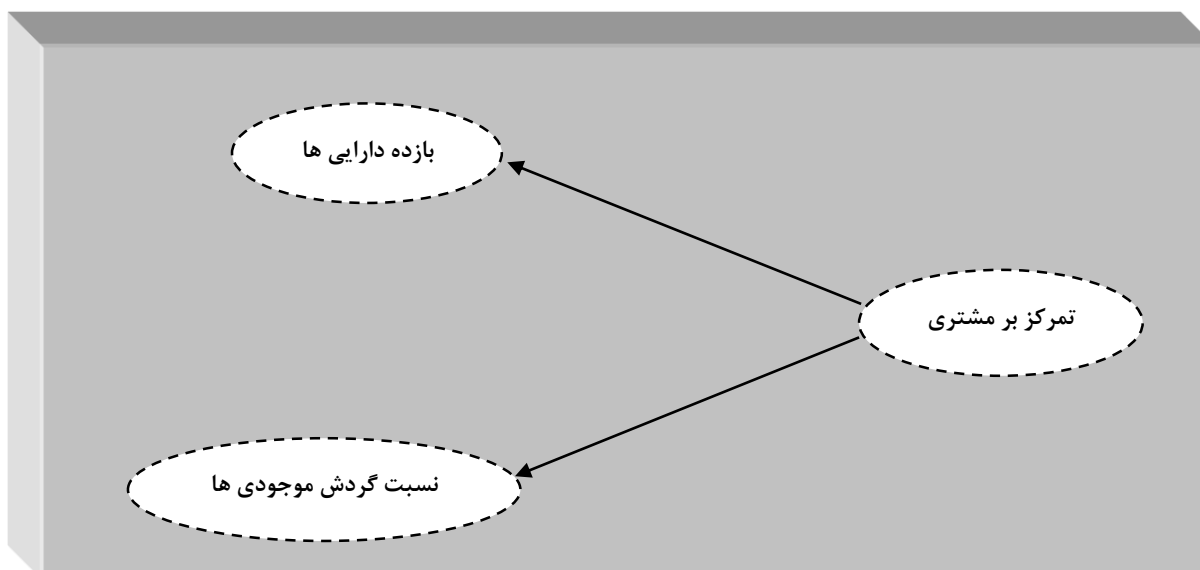 بازده دارایی ها
تمرکز بر مشتری
نسبت گردش موجودی ها